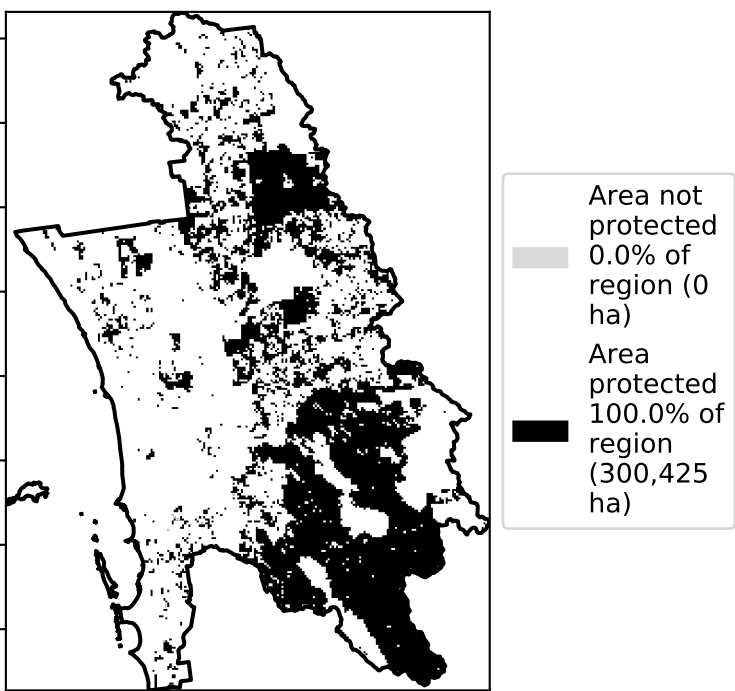 Area not
protected
0.0% of
region (0
ha)
Area
protected
100.0% of
region
(300,425
ha)